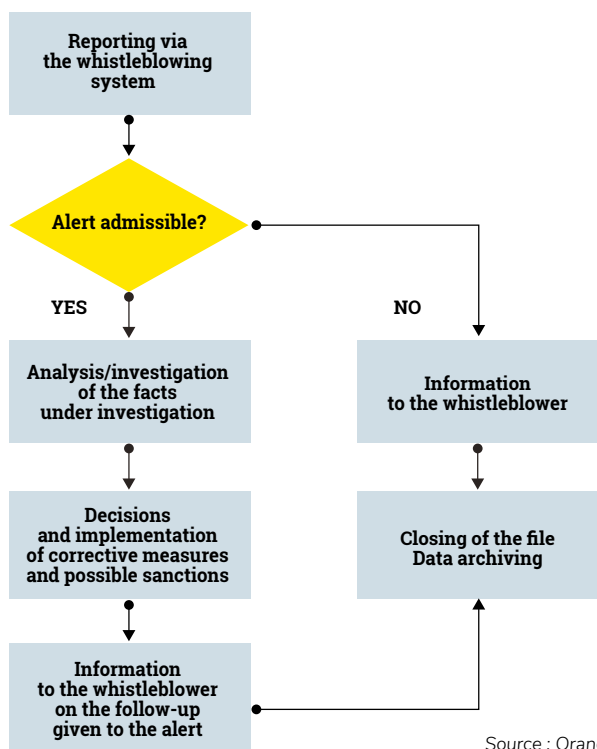 Reporting via
the whistleblowing
system
Alert admissible?
YES
NO
Analysis/investigation
of the facts
under investigation
Information
to the whistleblower
Decisions
and implementation
of corrective measures
and possible sanctions
Closing of the file
Data archiving
Information
to the whistleblower
on the follow-up
given to the alert
Source : Oran